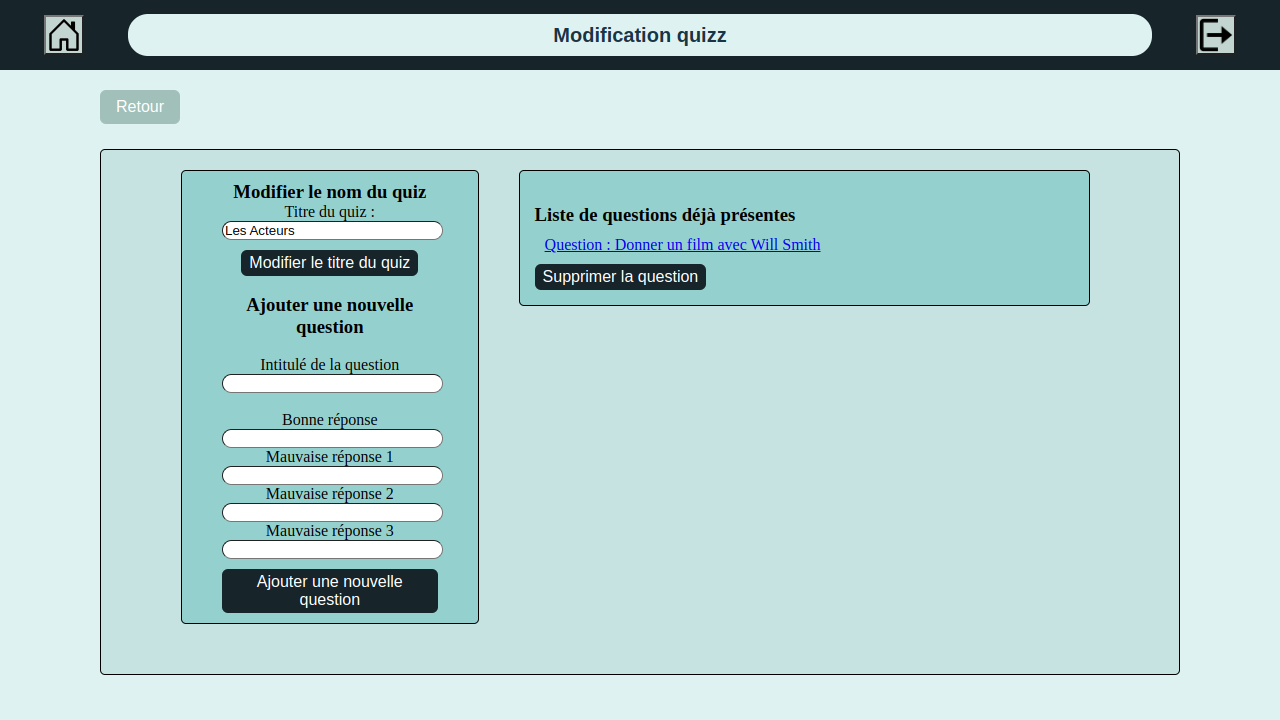 Modification quizz
Retour
Modifier le nom du quiz
Titre du quiz :
Les Acteurs
Modifier le titre du quiz
Ajouter une nouvelle
question
Intitulé de la question
Bonne réponse
Mauvaise réponse 1
Mauvaise réponse 2
Mauvaise réponse 3
Ajouter une nouvelle
question
Liste de questions déjà présentes
Question : Donner un film avec Will Smith
Supprimer la question